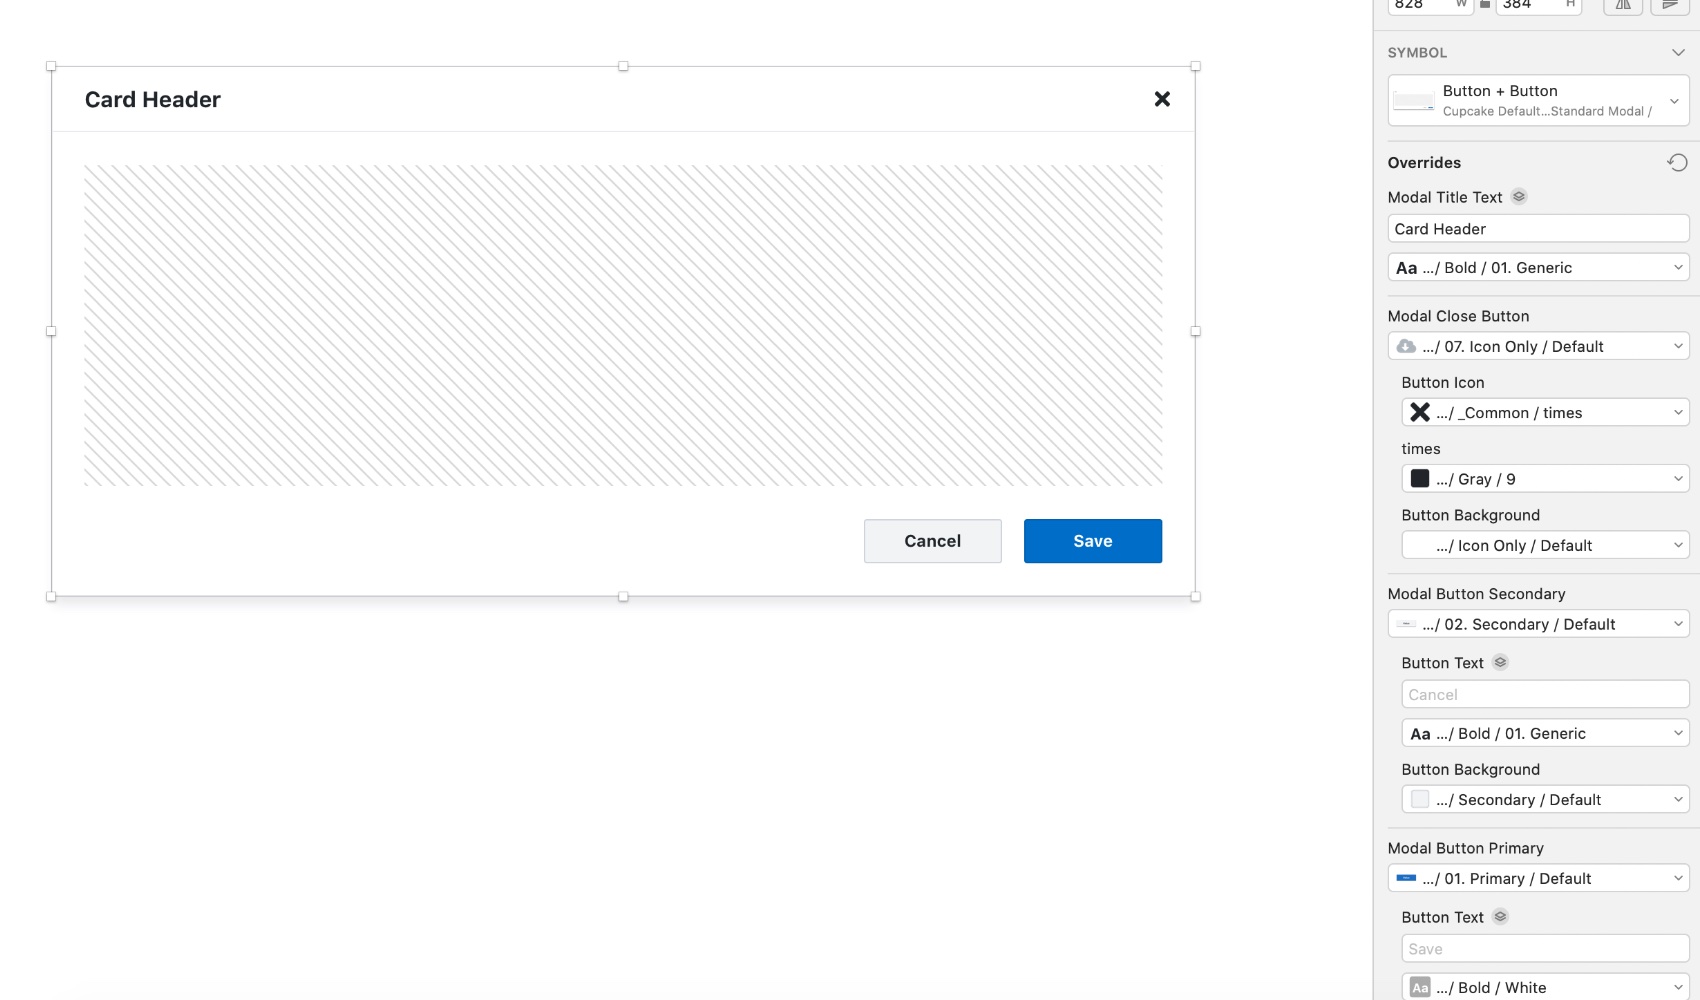 828 W 384 H
SYMBOL
Button + Button
Cupcake Default...Standard Modal /
Card Header
Overrides
Modal Title Text
Card Header
Aa .../ Bold / 01. Generic
Modal Close Button
.../ 07. Icon Only / Default
Button Icon
.../ _Common / times
times
.../ Gray / 9
Button Background
.../ Icon Only / Default
Cancel
Save
Modal Button Secondary
.../ 02. Secondary / Default
Button Text
Cancel
Aa .../ Bold / 01. Generic
Button Background
.../ Secondary / Default
Modal Button Primary
.../ 01. Primary / Default
Button Text
Save
Aa .../ Bold / White